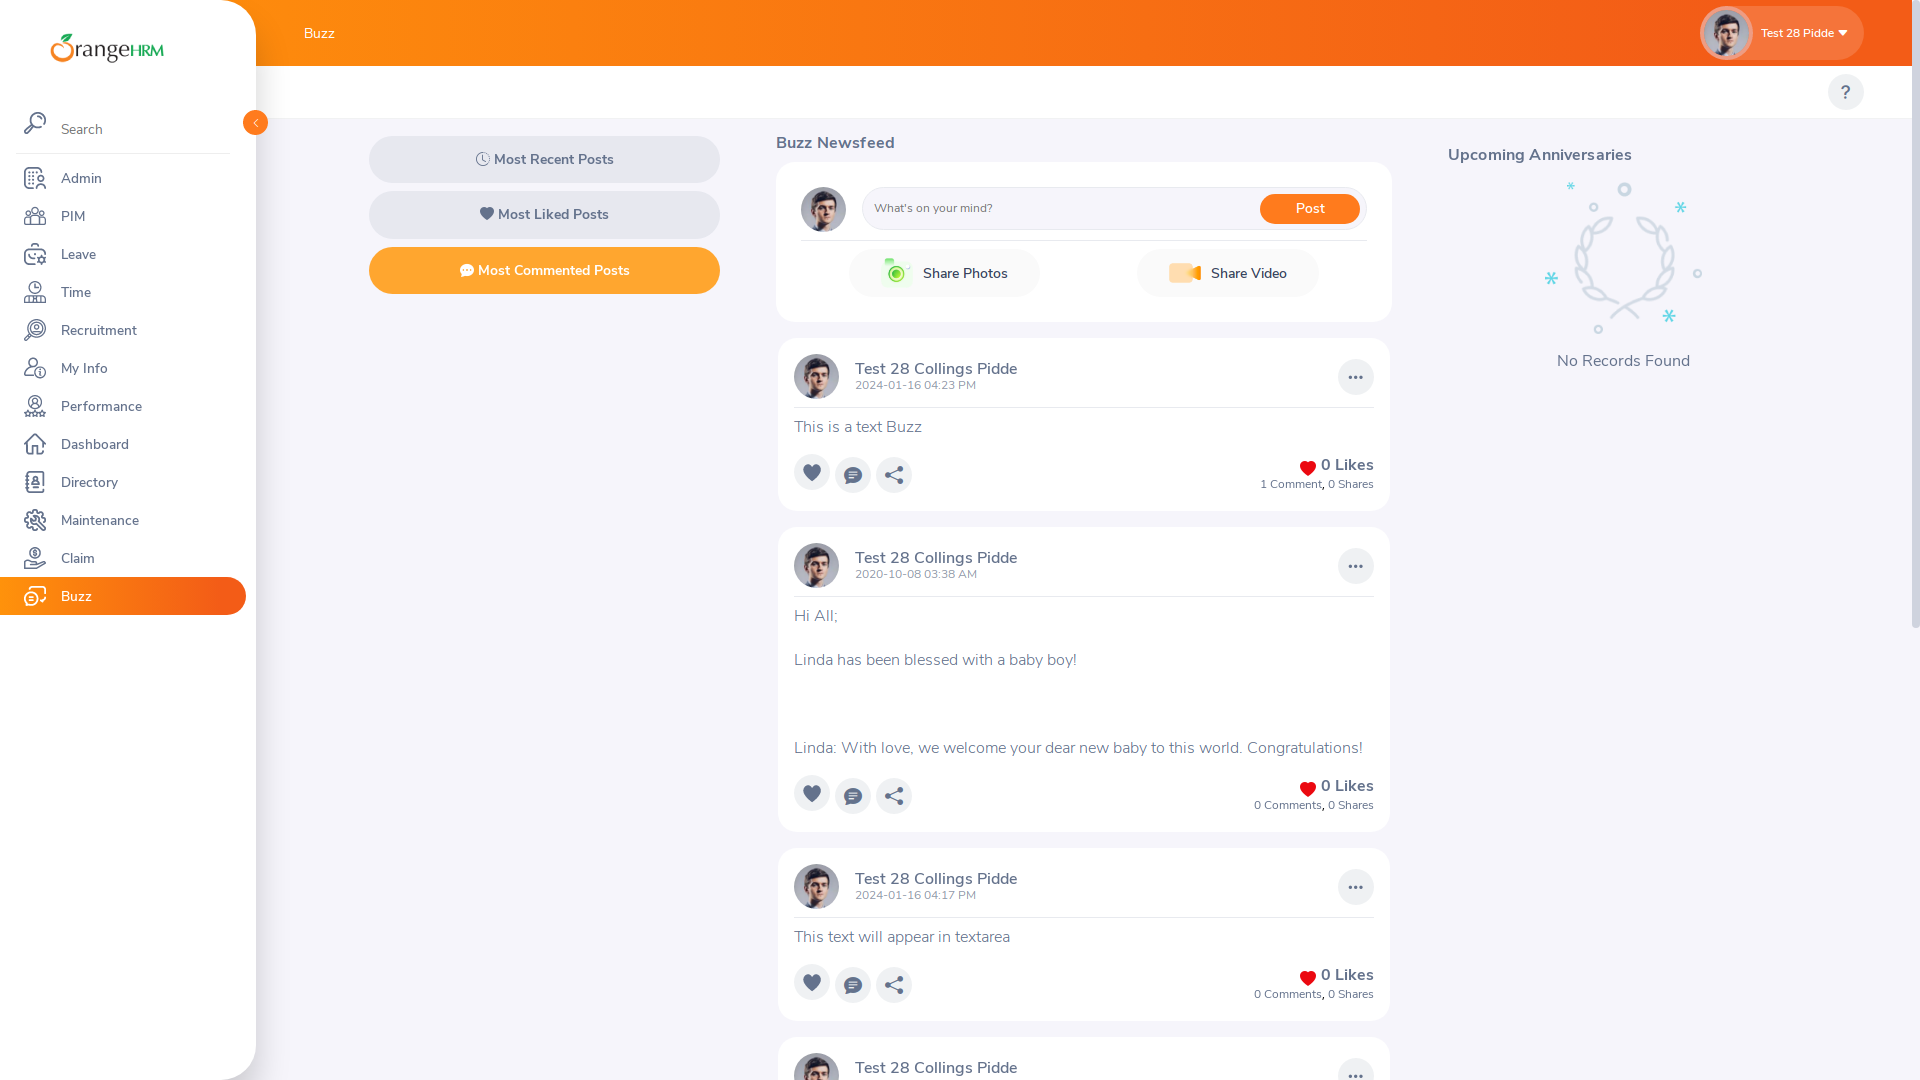 OrangeHRM
Search
Admin
PIM
Leave
Time
Recruitment
My Info
Performance
Dashboard
Directory
Maintenance
Claim
Buzz
Buzz
Test 28 Pidde
?
Most Recent Posts
Most Liked Posts
Most Commented Posts
Buzz Newsfeed
What's on your mind?
Post
Share Photos
Share Video
Test 28 Collings Pidde
2024-01-16 04:23 PM
This is a text Buzz
0 Likes
1 Comment, 0 Shares
Test 28 Collings Pidde
2020-10-08 03:38 AM
Hi All;
Linda has been blessed with a baby boy!
Linda: With love, we welcome your dear new baby to this world. Congratulations!
0 Likes
0 Comments, 0 Shares
Test 28 Collings Pidde
2024-01-16 04:17 PM
This text will appear in textarea
0 Likes
0 Comments, 0 Shares
Test 28 Collings Pidde
Upcoming Anniversaries
No Records Found